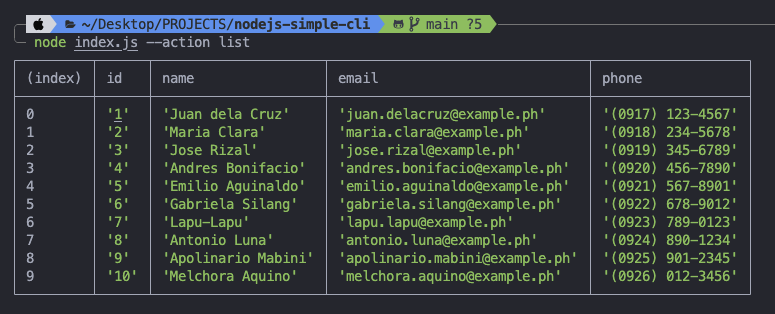 ~/Desktop/PROJECTS/nodejs-simple-cli main ?5
node index.js --action list
(index) id name email phone
0 '1' 'Juan dela Cruz' 'juan.delacruz@example.ph' '(0917) 123-4567'
1 '2' 'Maria Clara' 'maria.clara@example.ph' '(0918) 234-5678'
2 '3' 'Jose Rizal' 'jose.rizal@example.ph' '(0919) 345-6789'
3 '4' 'Andres Bonifacio' 'andres.bonifacio@example.ph' '(0920) 456-7890'
4 '5' 'Emilio Aguinaldo' 'emilio.aguinaldo@example.ph' '(0921) 567-8901'
5 '6' 'Gabriela Silang' 'gabriela.silang@example.ph' '(0922) 678-9012'
6 '7' 'Lapu-Lapu' 'lapu.lapu@example.ph' '(0923) 789-0123'
7 '8' 'Antonio Luna' 'antonio.luna@example.ph' '(0924) 890-1234'
8 '9' 'Apolinario Mabini' 'apolinario.mabini@example.ph' '(0925) 901-2345'
9 '10' 'Melchora Aquino' 'melchora.aquino@example.ph' '(0926) 012-3456'